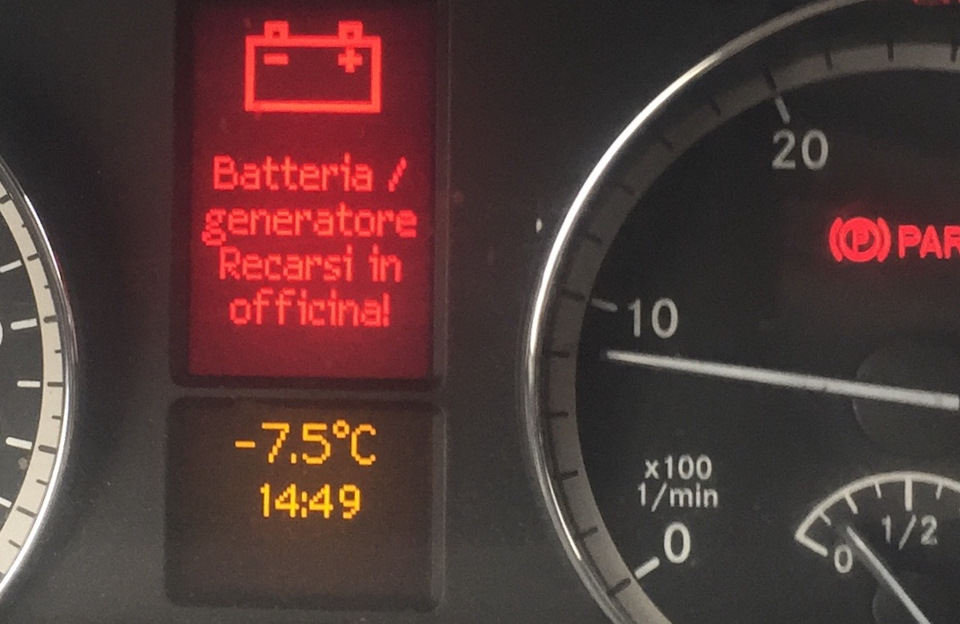 - +
Batteria /
generatore
Recarsi in
officina!
-7.5°C
14:49
20
(P) PAR
10
x100
1/min
0
1/2
0